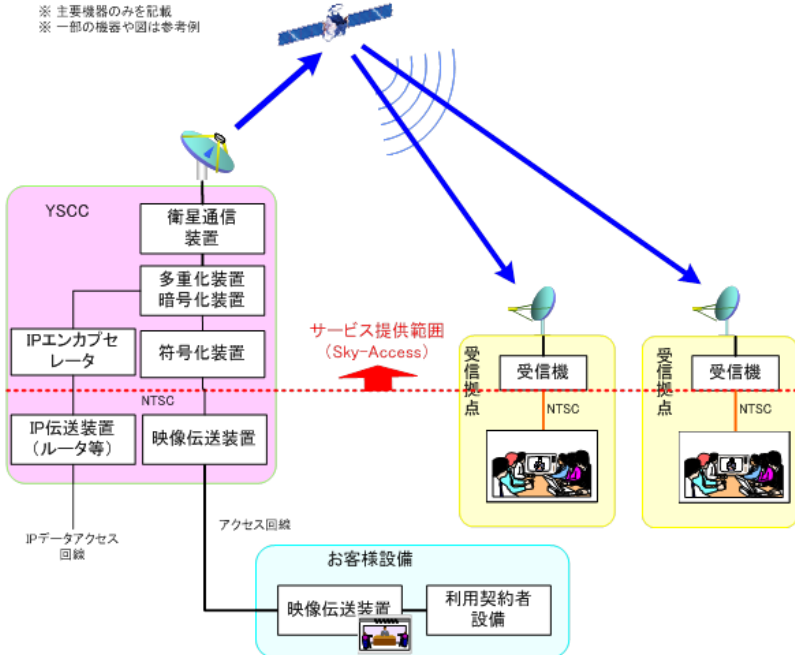 ※ 主要機器のみを記載
※ 一部の機器や図は参考例
YSCC
衛星通信
装置
多重化装置
暗号化装置
IPエンカプセ
レータ
符号化装置
サービス提供範囲
(Sky-Access)
NTSC
IP伝送装置
(ルータ等)
映像伝送装置
IPデータアクセス
回線
アクセス回線
お客様設備
映像伝送装置
利用契約者
設備
受信拠点
受信機
NTSC
受信拠点
受信機
NTSC